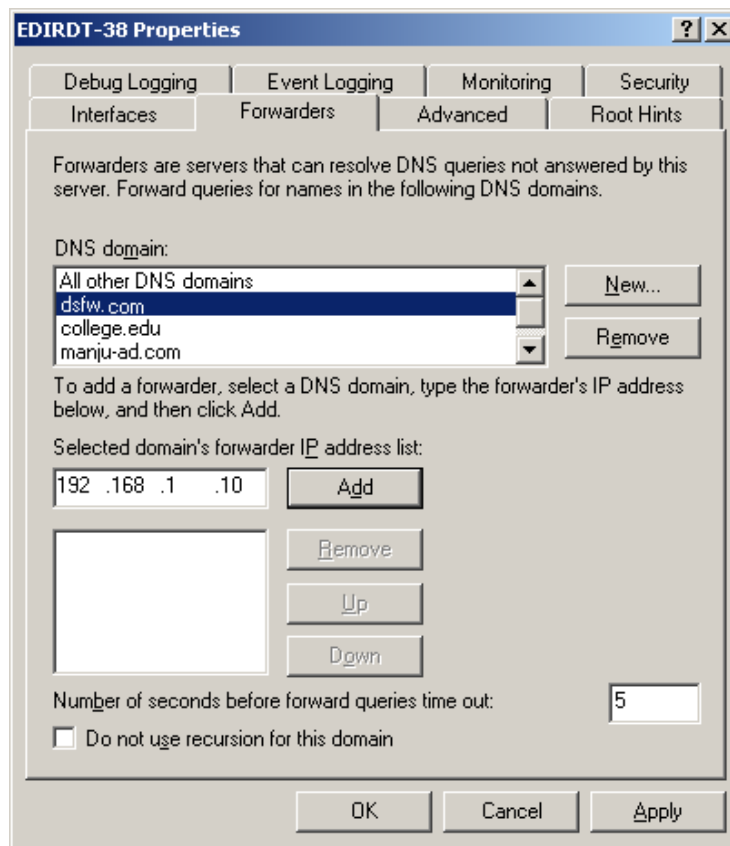 EDIRDT-38 Properties
Debug Logging Event Logging Monitoring Security
Interfaces Forwarders Advanced Root Hints
Forwarders are servers that can resolve DNS queries not answered by this
server. Forward queries for names in the following DNS domains.
DNS domain:
All other DNS domains
dsfw.com
college.edu
manju-ad.com
New...
Remove
To add a forwarder, select a DNS domain, type the forwarder's IP address
below, and then click Add.
Selected domain's forwarder IP address list:
192 .168 .1 .10 Add
Remove
Up
Down
Number of seconds before forward queries time out: 5
Do not use recursion for this domain
OK Cancel Apply